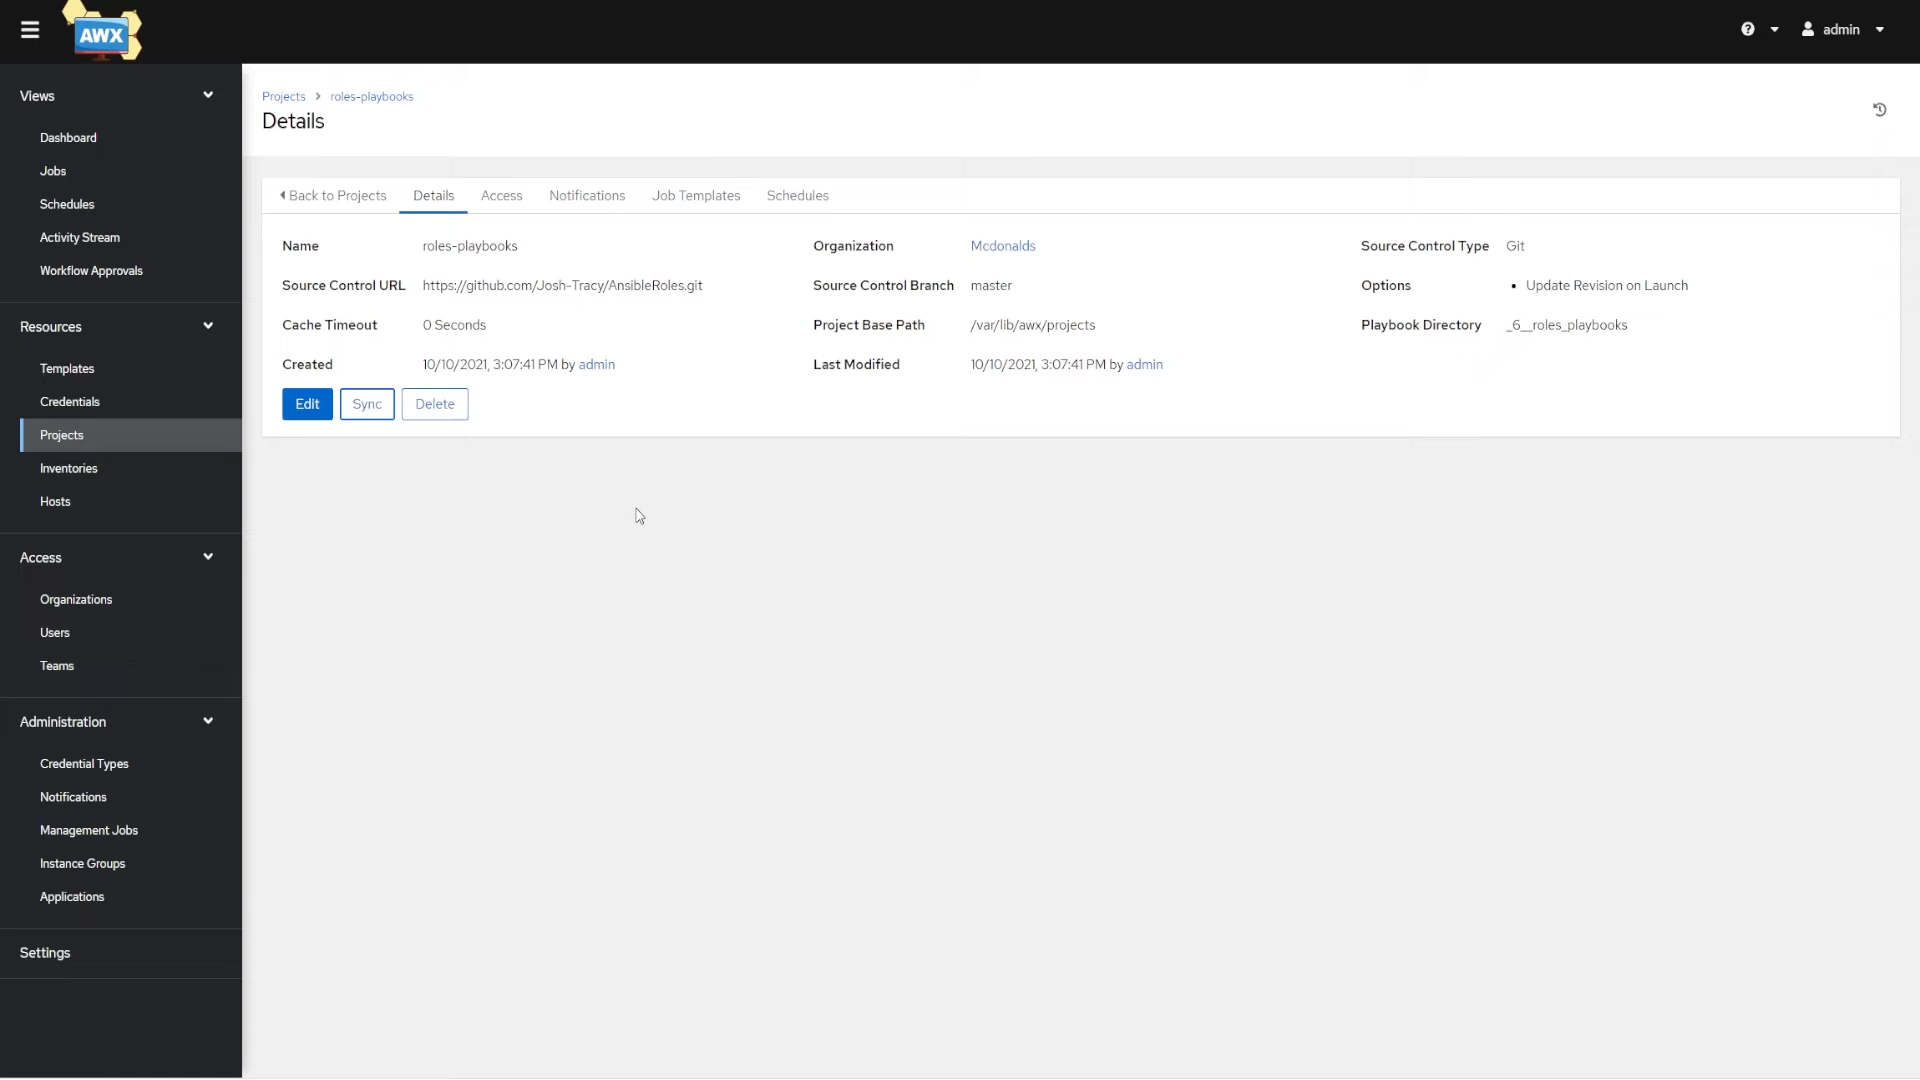 AWX
admin
Views
Dashboard
Jobs
Schedules
Activity Stream
Workflow Approvals
Resources
Templates
Credentials
Projects
Inventories
Hosts
Access
Organizations
Users
Teams
Administration
Credential Types
Notifications
Management Jobs
Instance Groups
Applications
Settings
Projects > roles-playbooks
Details
Back to Projects Details Access Notifications Job Templates Schedules
Name roles-playbooks Organization Mcdonalds Source Control Type Git
Source Control URL https://github.com/Josh-Tracy/AnsibleRoles.git Source Control Branch master Options • Update Revision on Launch
Cache Timeout 0 Seconds Project Base Path /var/lib/awx/projects Playbook Directory _6__roles_playbooks
Created 10/10/2021, 3:07:41 PM by admin Last Modified 10/10/2021, 3:07:41 PM by admin
Edit Sync Delete